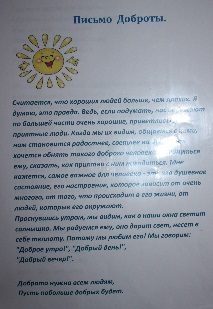 Письмо Доброты.
Считается, что хороших людей больше, чем плохих. Я
думаю, это правда. Ведь, если подумать, нас окружают
по большей части очень хорошие, приветливые,
приятные люди. Когда мы их видим, общаемся с ними,
нам становится радостнее, светлее на душе,
хочется обнять такого доброго человека,
ему, сказать, как приятно с ним находиться. Мне
кажется, самое важное для человека - это его душевное
состояние, его настроение, которое зависит от очень
многого, от того, что происходит в его жизни, от
людей, которые его окружают.
Проснувшись утром, мы видим, как в наши окна светит
солнышко. Мы радуемся ему, оно дарит свет, несет в
себе теплоту. Потому мы любим его! Мы говорим:
"Доброе утро!", "Добрый день!",
"Добрый вечер!".
Доброта нужна всем людям,
Пусть побольше добрых будет.